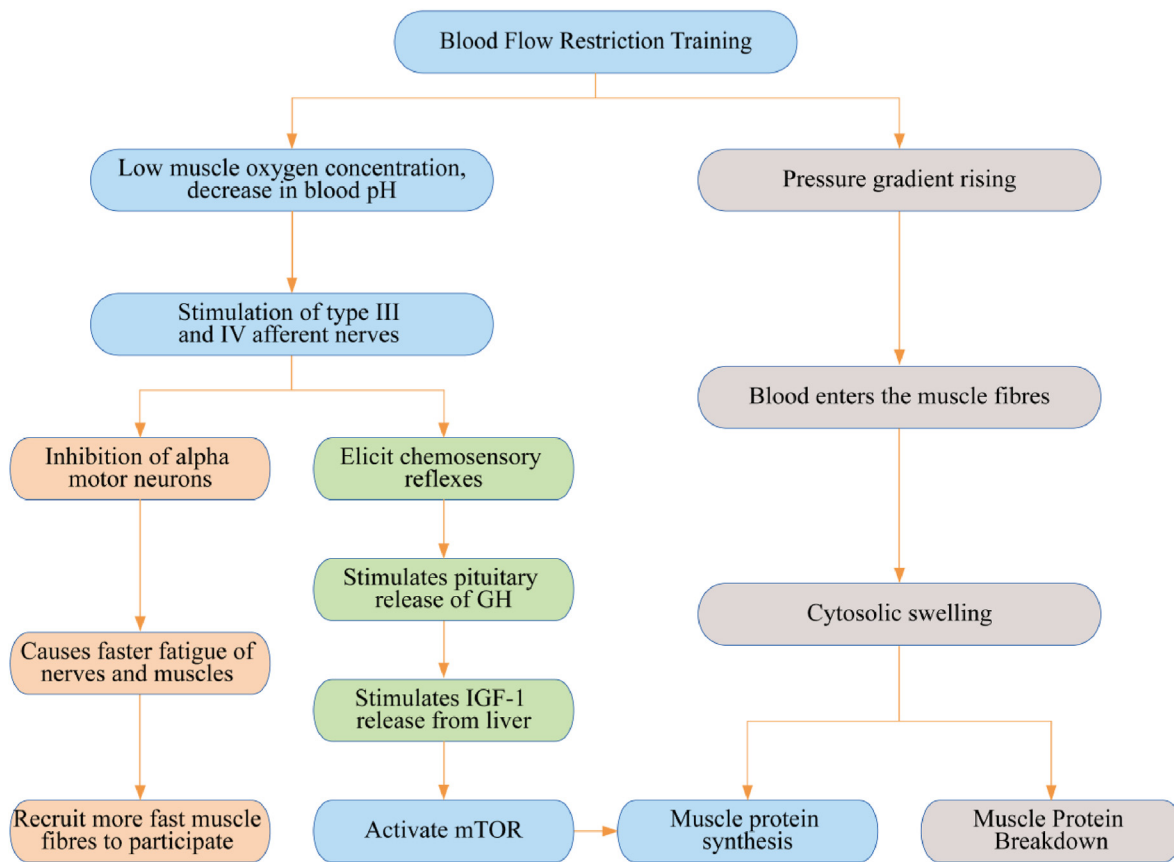 Blood Flow Restriction Training
Low muscle oxygen concentration,
decrease in blood pH
Pressure gradient rising
Stimulation of type III
and IV afferent nerves
Blood enters the muscle fibres
Inhibition of alpha
motor neurons
Elicit chemosensory
reflexes
Stimulates pituitary
release of GH
Cytosolic swelling
Causes faster fatigue of
nerves and muscles
Stimulates IGF-1
release from liver
Recruit more fast muscle
fibres to participate
Activate mTOR
Muscle protein
synthesis
Muscle Protein
Breakdown